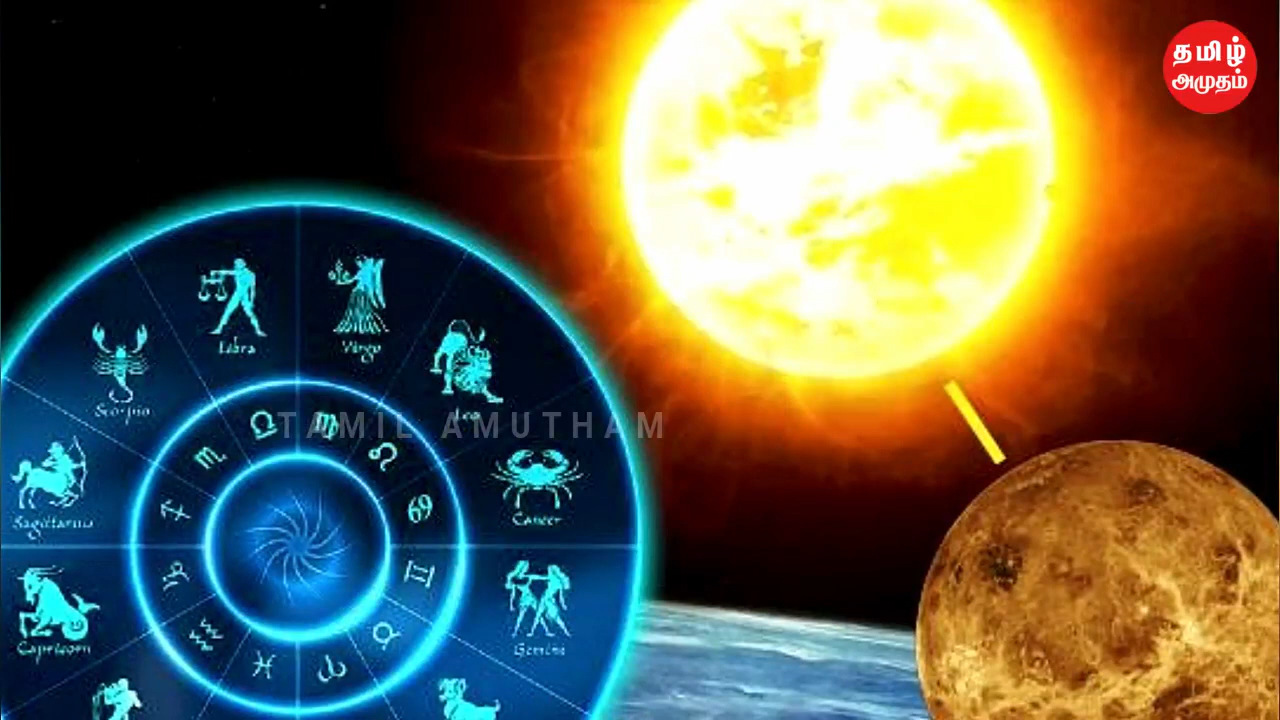 தமிழ்
அமுதம்
Libra
Virgo
Scorpio
Leo
TAMIL AMUTHAM
Sagittarius
Cancer
Capricorn
Gemini